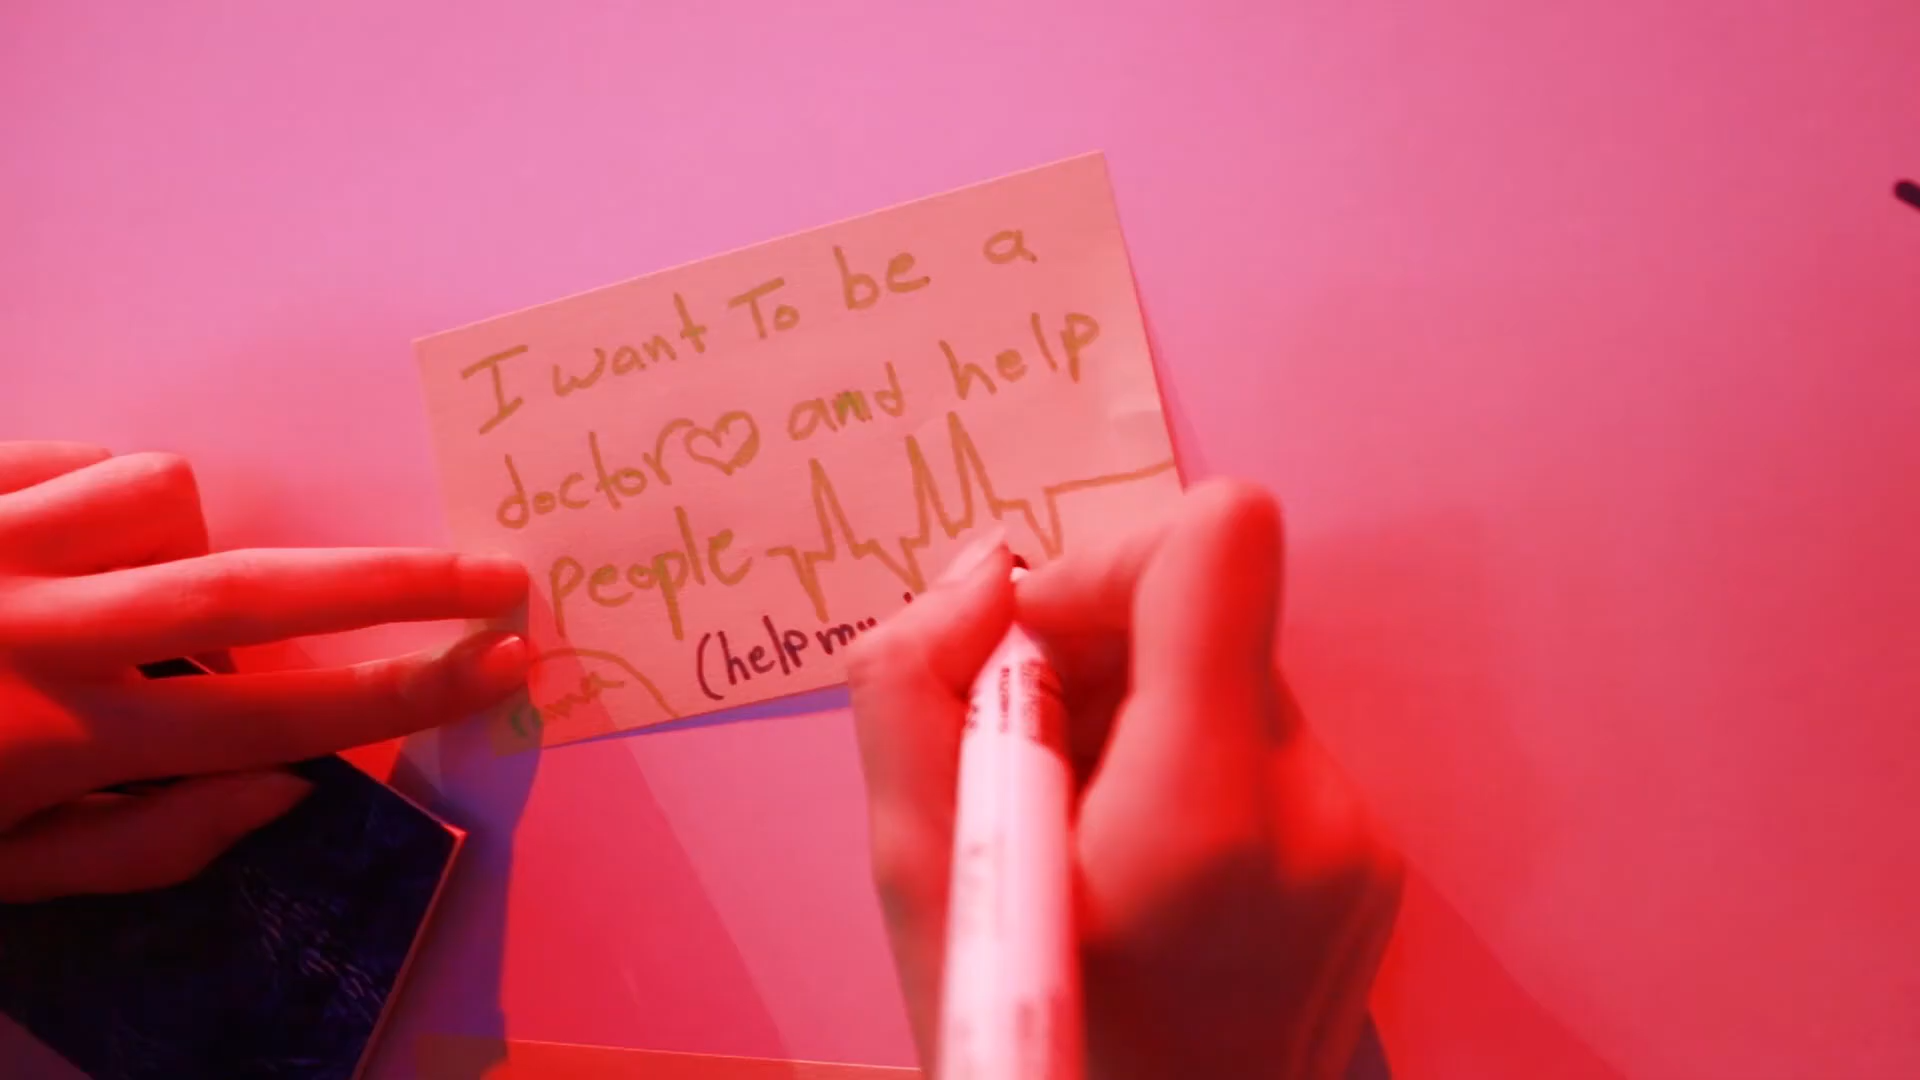 I want To be a
doctor and help
people
(help my